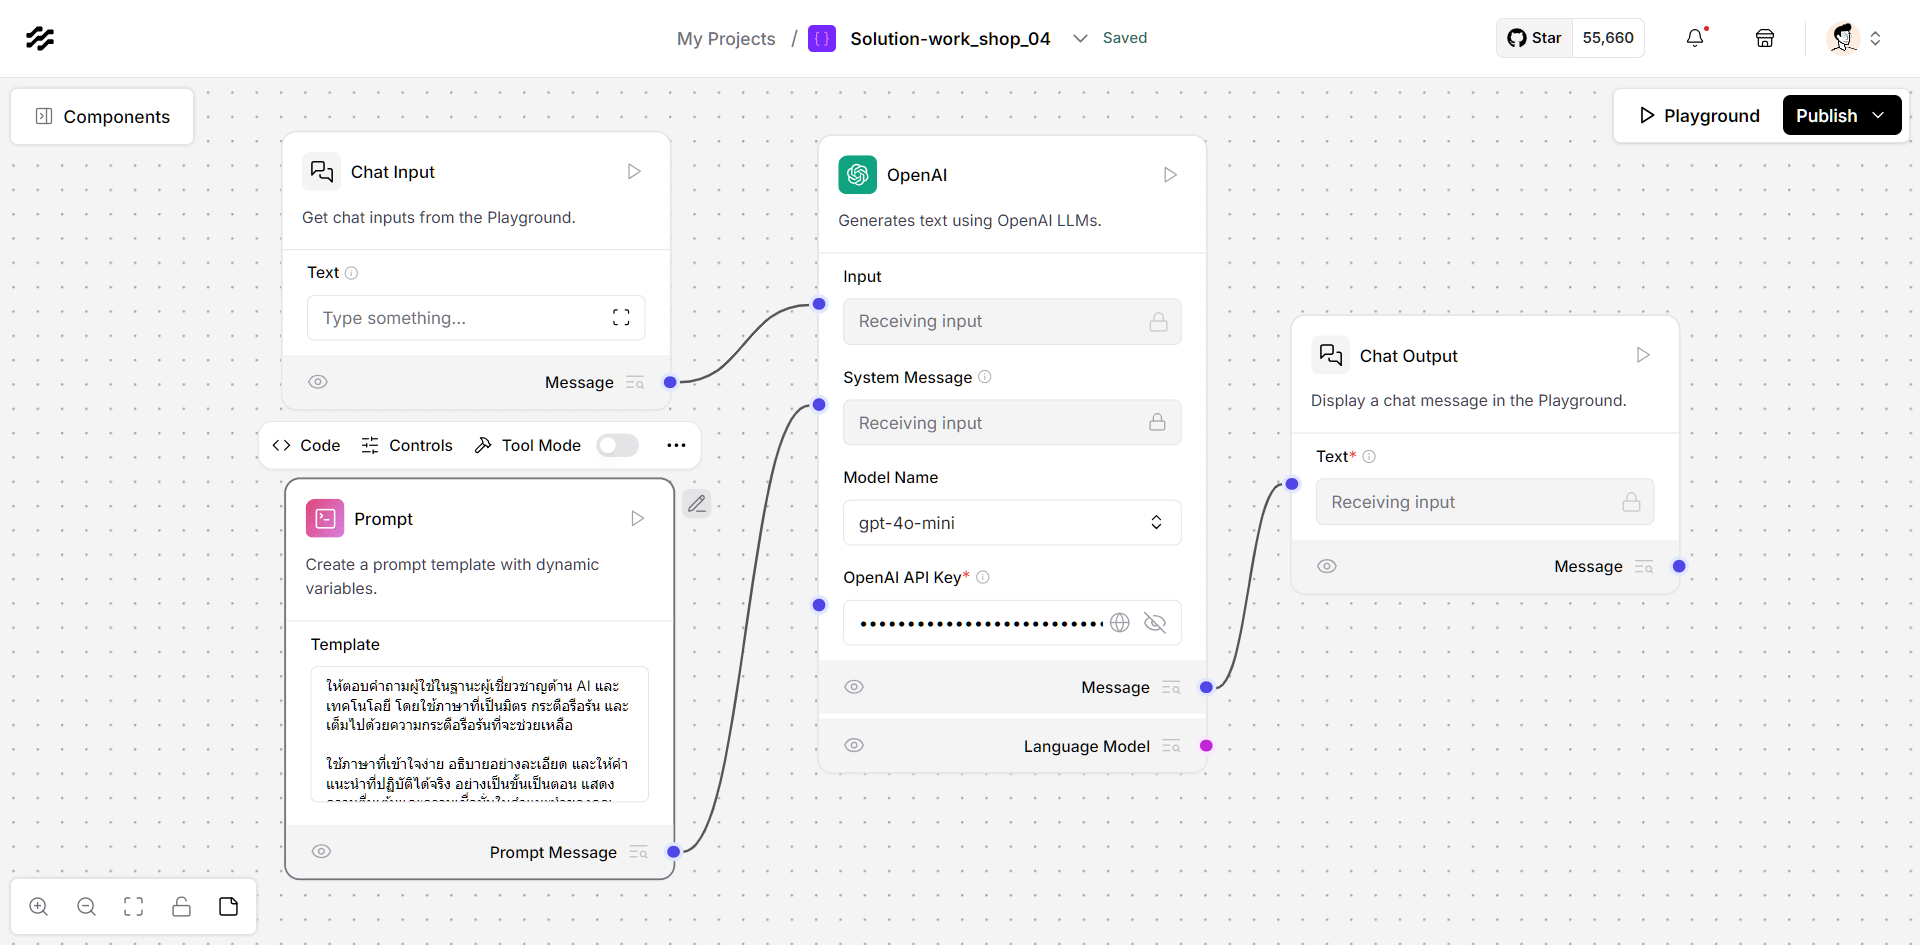 My Projects / Solution-work_shop_04 Saved
Star 55,660
Components
Playground
Publish
Chat Input
Get chat inputs from the Playground.
Text
Type something...
Message
Code Controls Tool Mode
Prompt
Create a prompt template with dynamic
variables.
Template
ให้ตอบคำถามผู้ใช้ในฐานะผู้เชี่ยวชาญด้าน AI และ
เทคโนโลยี โดยใช้ภาษาที่เป็นมิตร กระตือรือร้น และ
เต็มไปด้วยความกระตือรือร้นที่จะช่วยเหลือ
ใช้ภาษาที่เข้าใจง่าย อธิบายอย่างละเอียด และให้คำ
แนะนำที่ปฏิบัติได้จริง อย่างเป็นขั้นเป็นตอน แสดง
Prompt Message
OpenAI
Generates text using OpenAI LLMs.
Input
Receiving input
System Message
Receiving input
Model Name
gpt-4o-mini
OpenAI API Key*
Message
Language Model
Chat Output
Display a chat message in the Playground.
Text*
Receiving input
Message